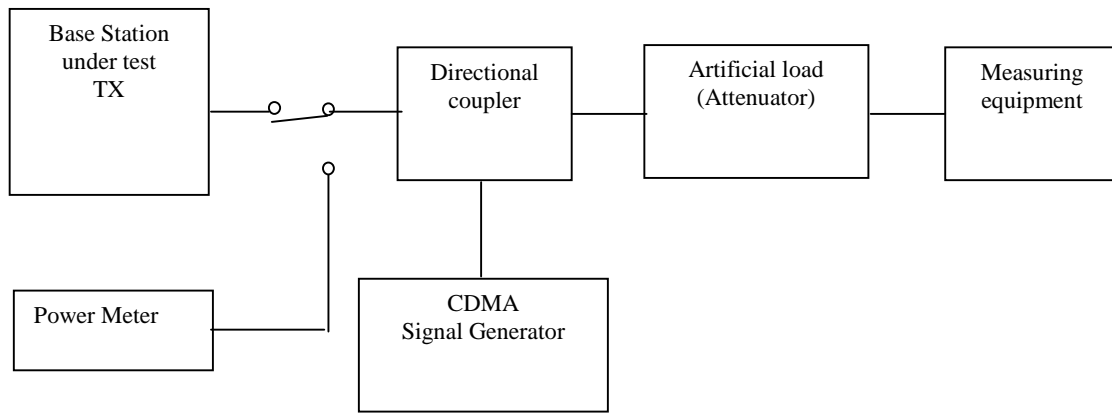 Base Station
under test
TX
Directional
coupler
Artificial load
(Attenuator)
Measuring
equipment
Power Meter
CDMA
Signal Generator